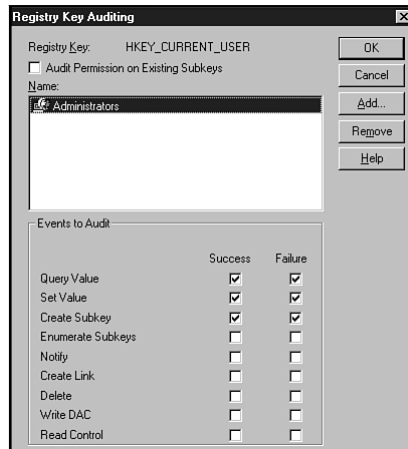 Registry Key Auditing
Registry Key: HKEY_CURRENT_USER
OK
Audit Permission on Existing Subkeys
Cancel
Name:
Administrators
Add...
Remove
Help
Events to Audit
Success Failure
Query Value
Set Value
Create Subkey
Enumerate Subkeys
Notify
Create Link
Delete
Write DAC
Read Control